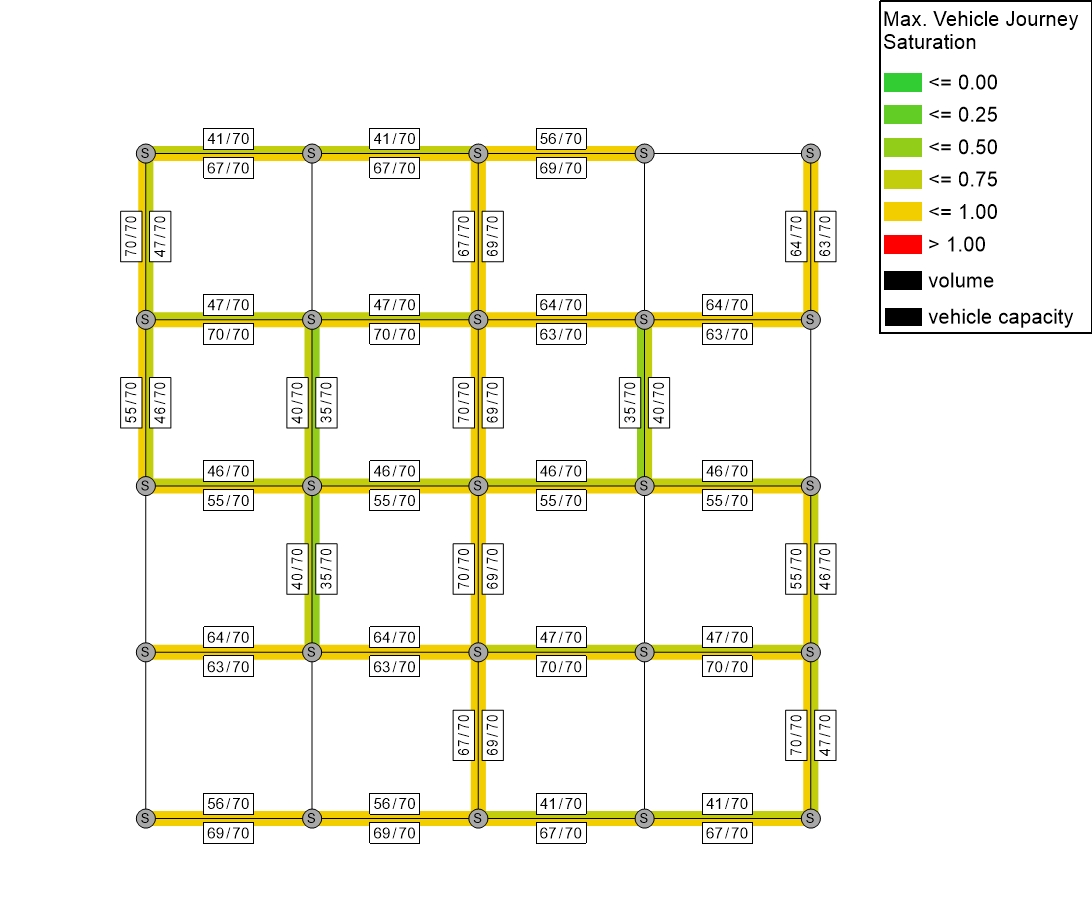 Max. Vehicle Journey
Saturation
<= 0.00
<= 0.25
<= 0.50
<= 0.75
<= 1.00
> 1.00
volume
vehicle capacity
41/70 41/70 56/70
S S S S S
67/70 67/70 69/70
70/70 47/70 67/70 69/70 64/70 63/70
47/70 47/70 64/70 64/70
S S S S S
70/70 70/70 63/70 63/70
55/70 46/70 40/70 35/70 70/70 69/70 35/70 40/70
46/70 46/70 46/70 46/70
S S S S S
55/70 55/70 55/70 55/70
40/70 35/70 70/70 69/70 55/70 46/70
64/70 64/70 47/70 47/70
S S S S S
63/70 63/70 70/70 70/70
67/70 69/70 70/70 47/70
56/70 56/70 41/70 41/70
S S S S S
69/70 69/70 67/70 67/70